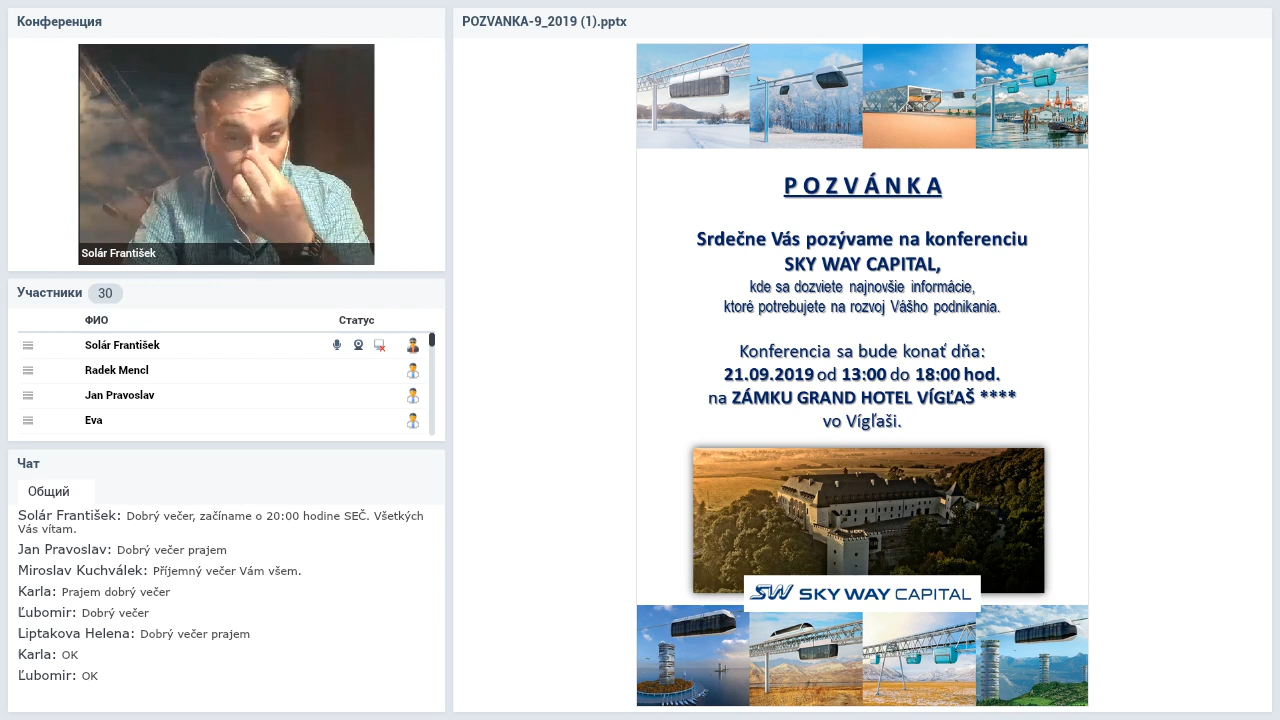 Конференция
Solár František
Участники 30
ФИО Статус
Solár František
Radek Mencl
Jan Pravoslav
Eva
Чат
Общий
Solár František: Dobrý večer, začíname o 20:00 hodine SEČ. Všetkých
Vás vítam.
Jan Pravoslav: Dobrý večer prajem
Miroslav Kuchválek: Příjemný večer Vám všem.
Karla: Prajem dobrý večer
Ľubomir: Dobrý večer
Liptakova Helena: Dobrý večer prajem
Karla: OK
Ľubomir: OK
POZVANKA-9_2019 (1).pptx
P O Z V Á N K A
Srdečne Vás pozývame na konferenciu
SKY WAY CAPITAL,
kde sa dozviete najnovšie informácie,
ktoré potrebujete na rozvoj Vášho podnikania.
Konferencia sa bude konať dňa:
21.09.2019 od 13:00 do 18:00 hod.
na ZÁMKU GRAND HOTEL VÍGĽAŠ ****
vo Vígľaši.
SW SKY WAY CAPITAL